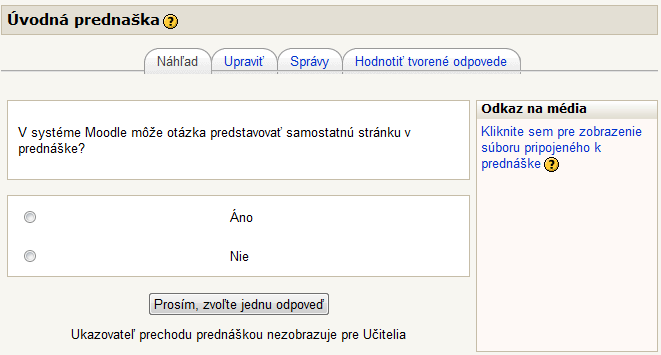 Úvodná prednaška
Náhľad
Upraviť
Správy
Hodnotiť tvorené odpovede
V systéme Moodle môže otázka predstavovať samostatnú stránku v
prednáške?
Áno
Nie
Prosím, zvoľte jednu odpoveď
Ukazovateľ prechodu prednáškou nezobrazuje pre Učitelia
Odkaz na média
Kliknite sem pre zobrazenie
súboru pripojeného k
prednáške